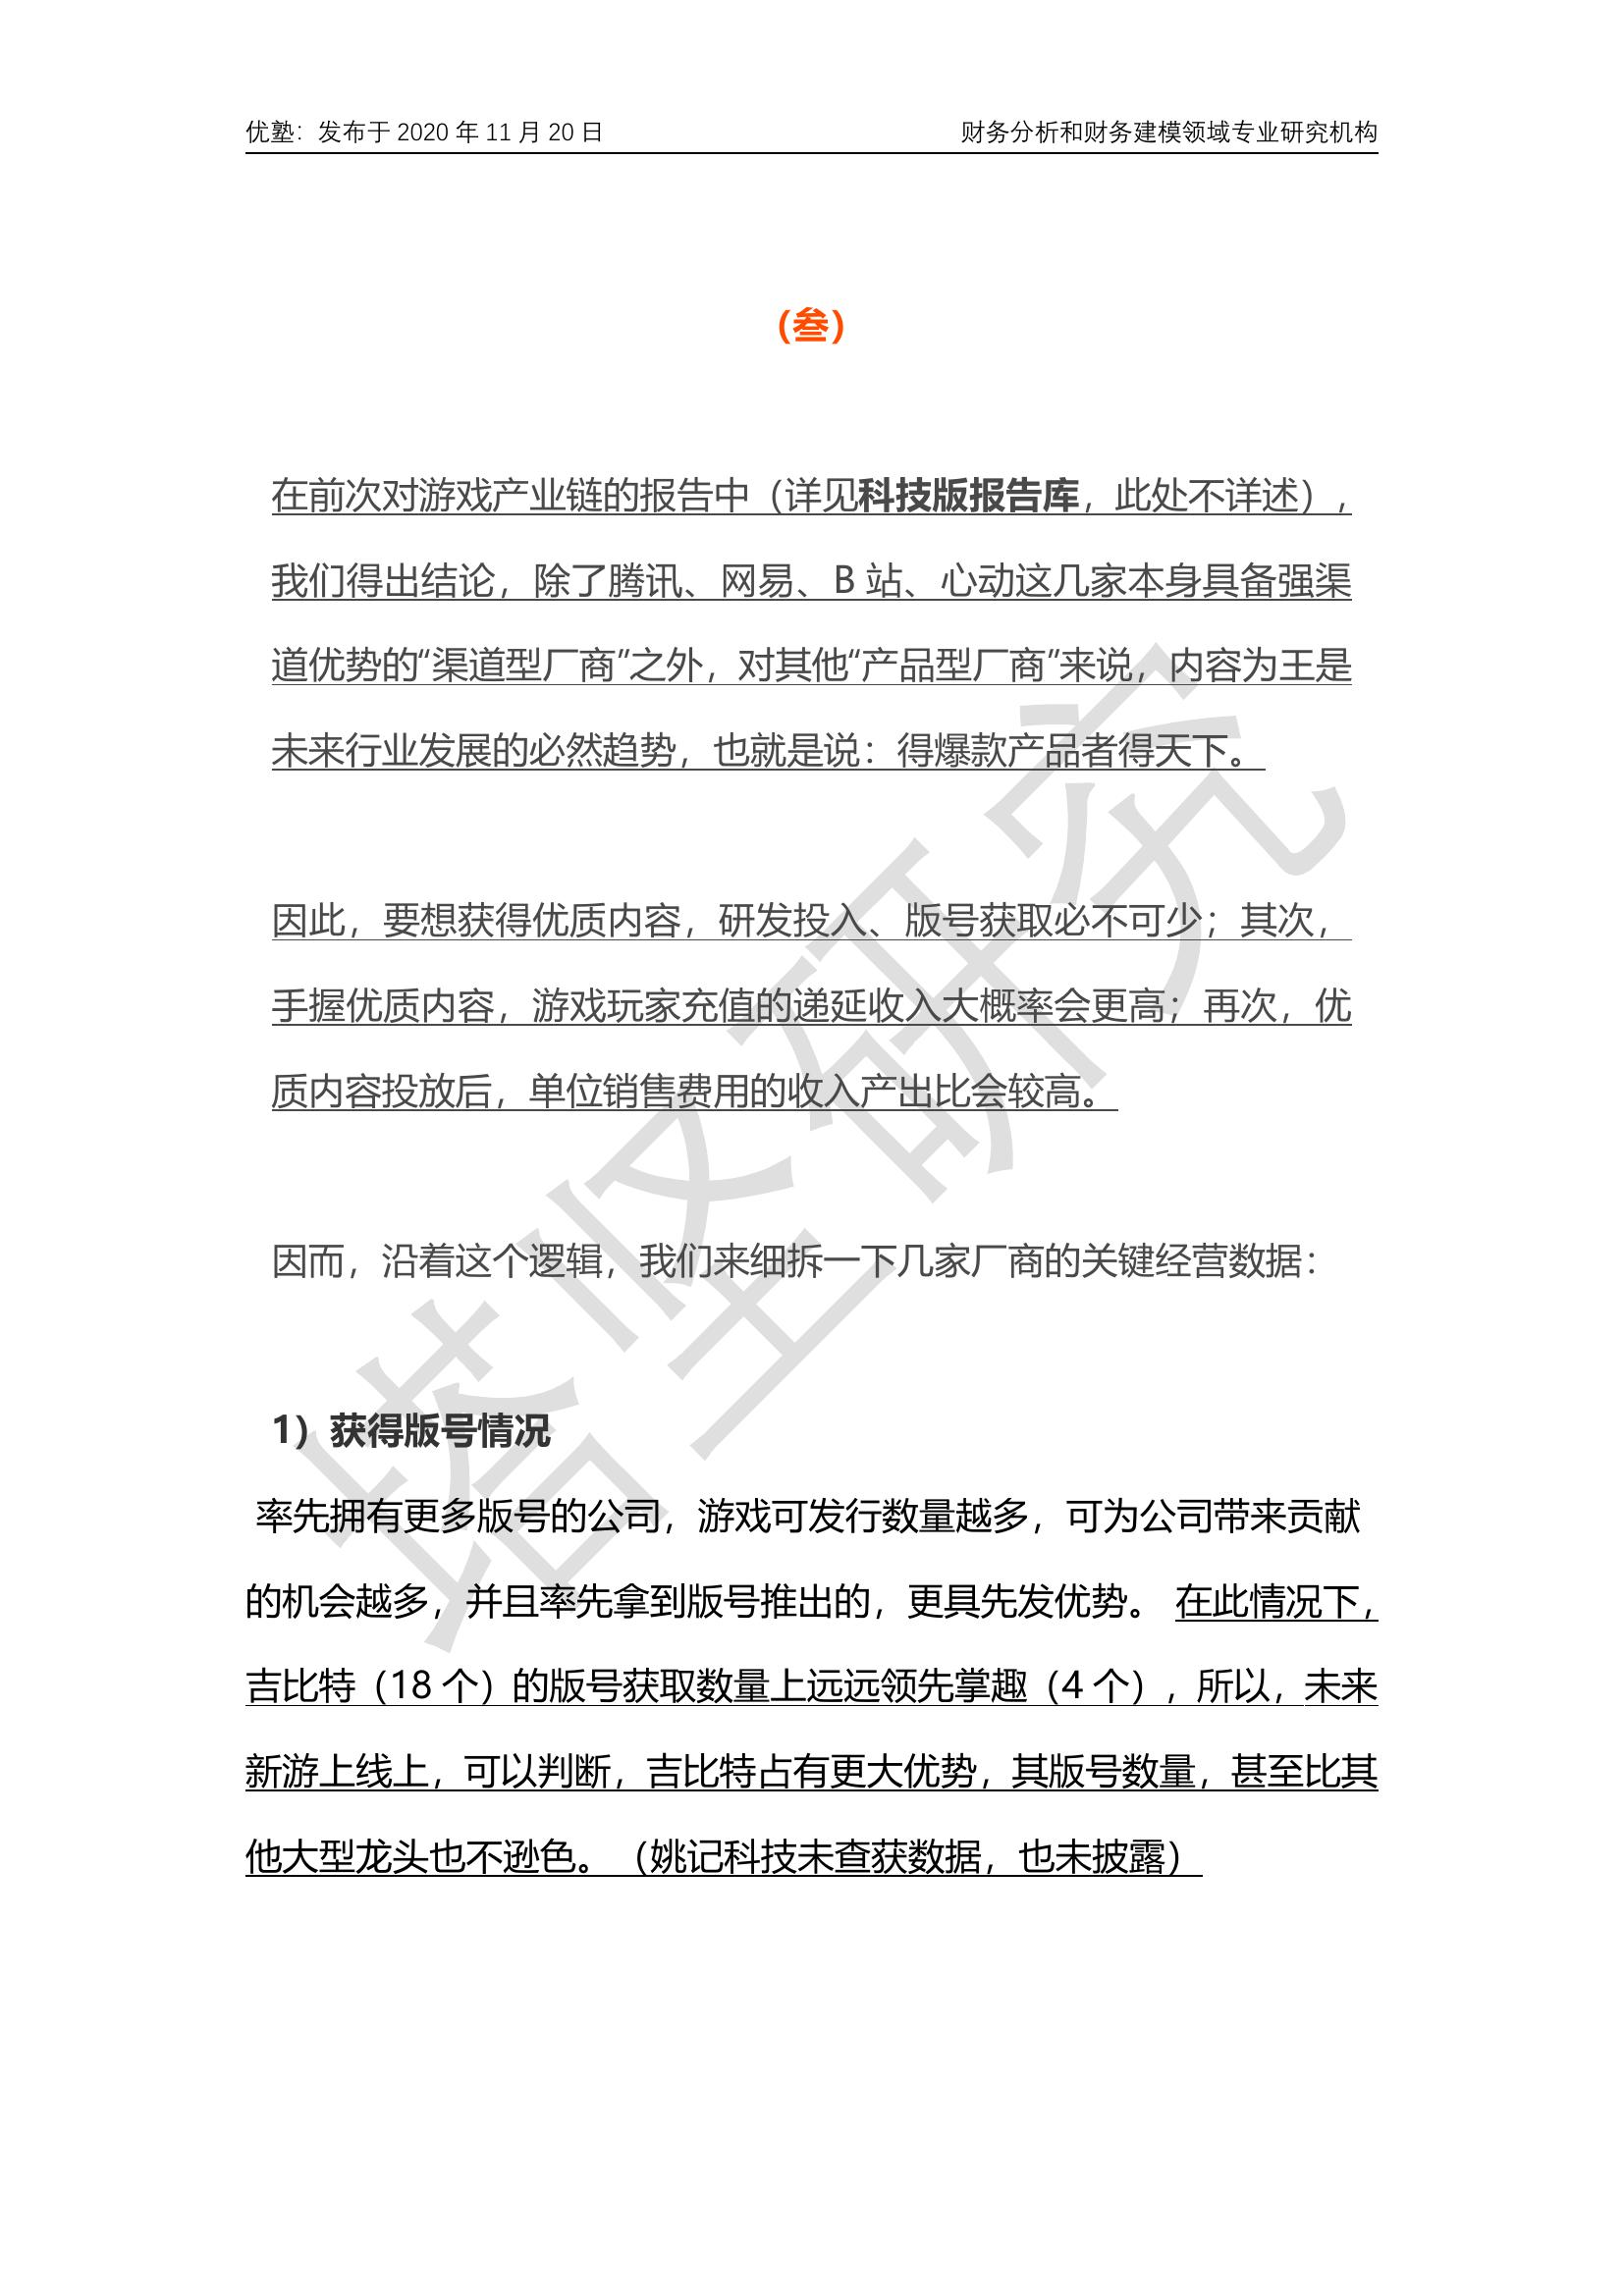 优塾：发布于 2020 年 11 月 20 日 财务分析和财务建模领域专业研究机构
（叁）
在前次对游戏产业链的报告中（详见科技版报告库，此处不详述），
我们得出结论，除了腾讯、网易、B 站、心动这几家本身具备强渠
道优势的“渠道型厂商”之外，对其他“产品型厂商”来说，内容为王是
未来行业发展的必然趋势，也就是说：得爆款产品者得天下。
因此，要想获得优质内容，研发投入、版号获取必不可少；其次，
手握优质内容，游戏玩家充值的递延收入大概率会更高；再次，优
质内容投放后，单位销售费用的收入产出比会较高。
因而，沿着这个逻辑，我们来细拆一下几家厂商的关键经营数据：
1）获得版号情况
率先拥有更多版号的公司，游戏可发行数量越多，可为公司带来贡献
的机会越多，并且率先拿到版号推出的，更具先发优势。 在此情况下，
吉比特（18 个）的版号获取数量上远远领先掌趣（4 个），所以，未来
新游上线上，可以判断，吉比特占有更大优势，其版号数量，甚至比其
他大型龙头也不逊色。（姚记科技未查获数据，也未披露）
塔坚研究